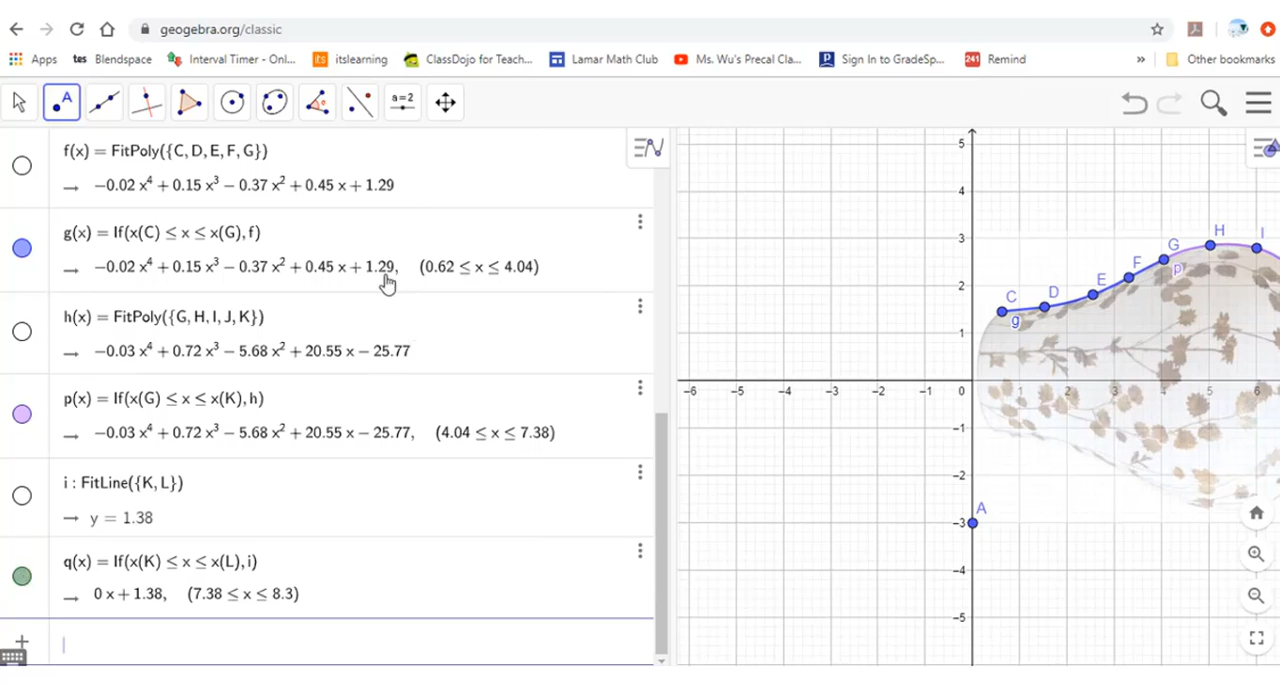 geogebra.org/classic
Apps tes Blendspace Interval Timer - Onl... its itslearning ClassDojo for Teach... Lamar Math Club Ms. Wu's Precal Cla... P Sign In to GradeSp... 241 Remind » Other bookmarks
A a=2
f(x) = FitPoly({C, D, E, F, G})
→ −0.02 x⁴ + 0.15 x³ − 0.37 x² + 0.45 x + 1.29
g(x) = If(x(C) ≤ x ≤ x(G), f)
→ −0.02 x⁴ + 0.15 x³ − 0.37 x² + 0.45 x + 1.29, (0.62 ≤ x ≤ 4.04)
h(x) = FitPoly({G, H, I, J, K})
→ −0.03 x⁴ + 0.72 x³ − 5.68 x² + 20.55 x − 25.77
p(x) = If(x(G) ≤ x ≤ x(K), h)
→ −0.03 x⁴ + 0.72 x³ − 5.68 x² + 20.55 x − 25.77, (4.04 ≤ x ≤ 7.38)
i : FitLine({K, L})
→ y = 1.38
q(x) = If(x(K) ≤ x ≤ x(L), i)
→ 0 x + 1.38, (7.38 ≤ x ≤ 8.3)
5
4
3
2
1
−6 −5 −4 −3 −2 −1 0 1 2 3 4 5 6
−1
−2
−3
−4
−5
C D E F G H I
g p
A